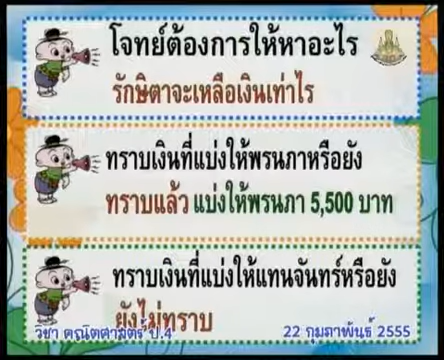 โจทย์ต้องการให้หาอะไร
รักษิตาจะเหลือเงินเท่าไร
ทราบเงินที่แบ่งให้พรนภาหรือยัง
ทราบแล้ว แบ่งให้พรนภา 5,500 บาท
ทราบเงินที่แบ่งให้แทนจันทร์หรือยัง
ยังไม่ทราบ
วิชา คณิตศาสตร์ ป.4 22 กุมภาพันธ์ 2555